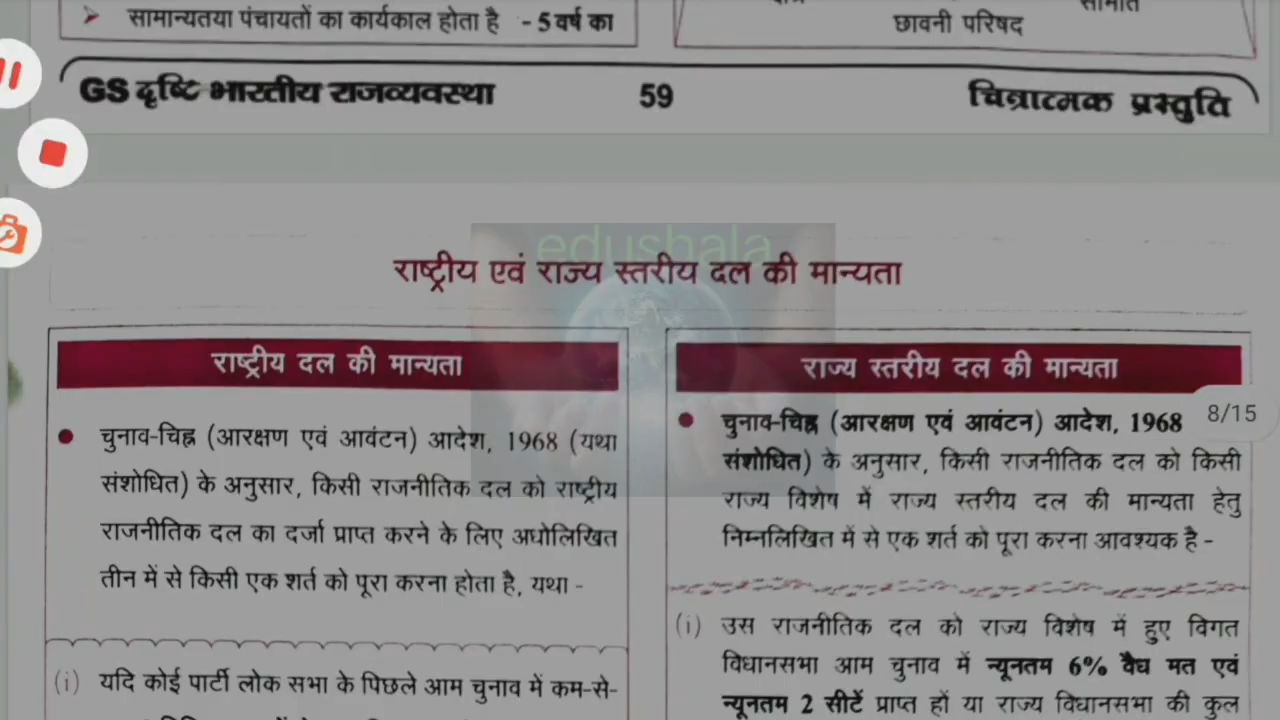 सामान्यतया पंचायतों का कार्यकाल होता है - 5 वर्ष का
छावनी परिषद
GS दृष्टि भारतीय राजव्यवस्था 59 चित्रात्मक प्रस्तुति
edushala
राष्ट्रीय एवं राज्य स्तरीय दल की मान्यता
राष्ट्रीय दल की मान्यता
चुनाव-चिह्न (आरक्षण एवं आवंटन) आदेश, 1968 (यथा
संशोधित) के अनुसार, किसी राजनीतिक दल को राष्ट्रीय
राजनीतिक दल का दर्जा प्राप्त करने के लिए अधोलिखित
तीन में से किसी एक शर्त को पूरा करना होता है, यथा -
(i) यदि कोई पार्टी लोक सभा के पिछले आम चुनाव में कम-से-
राज्य स्तरीय दल की मान्यता
8/15
चुनाव-चिह्न (आरक्षण एवं आवंटन) आदेश, 1968
संशोधित) के अनुसार, किसी राजनीतिक दल को किसी
राज्य विशेष में राज्य स्तरीय दल की मान्यता हेतु
निम्नलिखित में से एक शर्त को पूरा करना आवश्यक है -
(i) उस राजनीतिक दल को राज्य विशेष में हुए विगत
विधानसभा आम चुनाव में न्यूनतम 6% वैध मत एवं
न्यूनतम 2 सीटें प्राप्त हों या राज्य विधानसभा की कुल